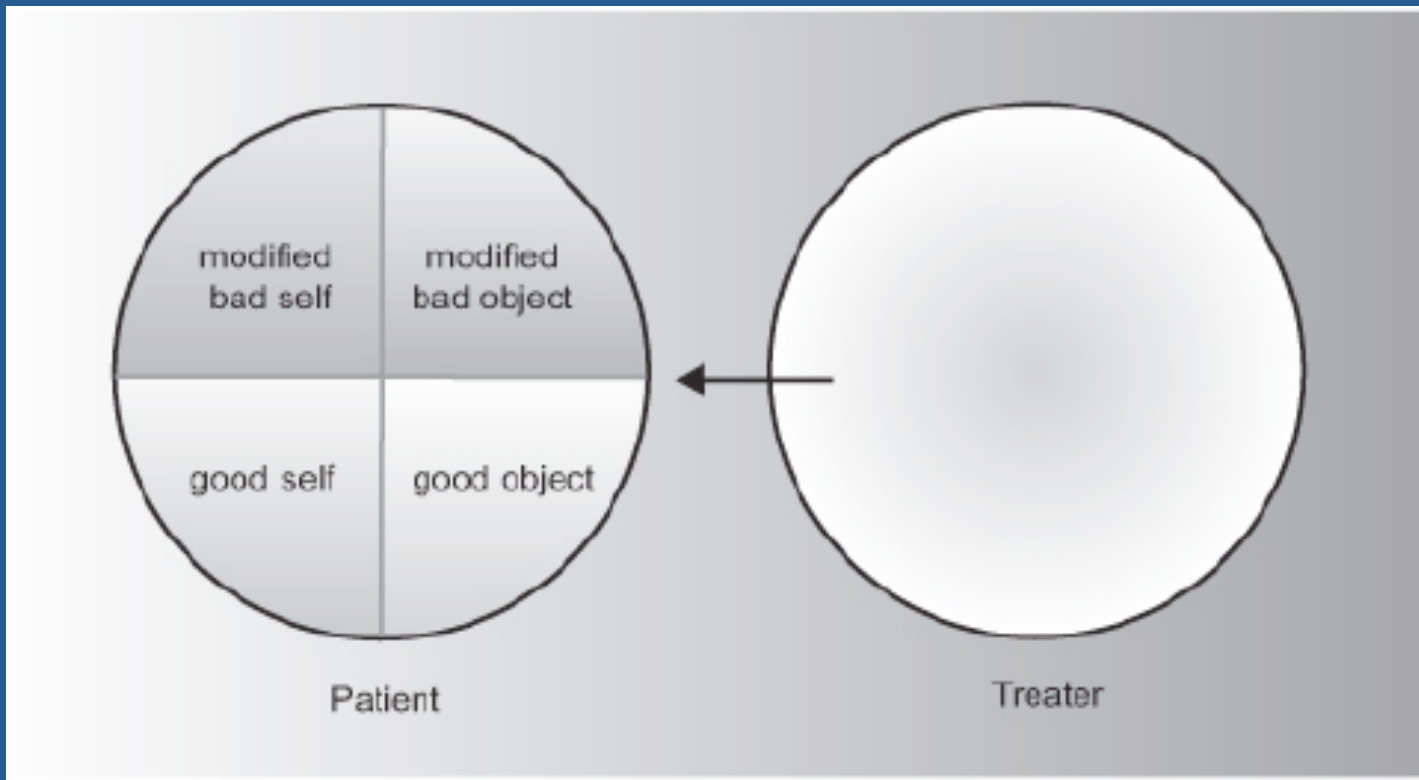 modified
bad self
modified
bad object
good self
good object
Patient
Treater